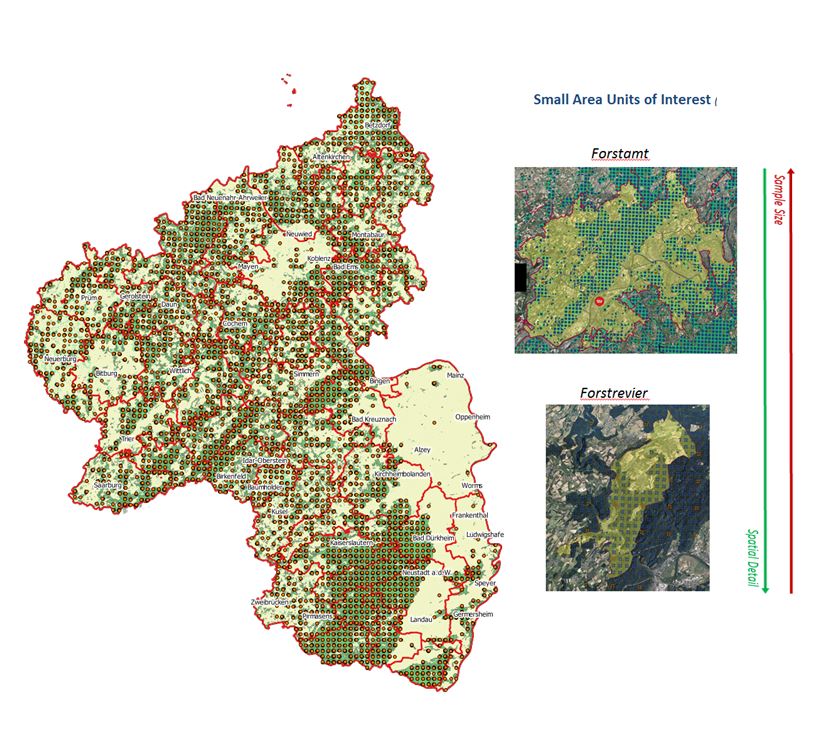 Small Area Units of Interest (
Forstamt
Sample Size
Forstrevier
Spatial Detail
Betzdorf
Altenkirchen
Bad Neuenahr-Ahrweiler
Neuwied
Montabaur
Koblenz
Bad Ems
Mayen
Prüm
Gerolstein
Daun
Cochem
Neuerburg
Bitburg
Wittlich
Simmern
Bingen
Mainz
Oppenheim
Bad Kreuznach
Trier
Alzey
Idar-Oberstein
Birkenfeld
Baumholder
Kirchheimbolanden
Saarburg
Worms
Kusel
Frankenthal
Ludwigshafe
Kaiserslautern
Bad Dürkheim
Neustadt a.d.W.
Speyer
Zweibrücken
Pirmasens
Landau
Germersheim